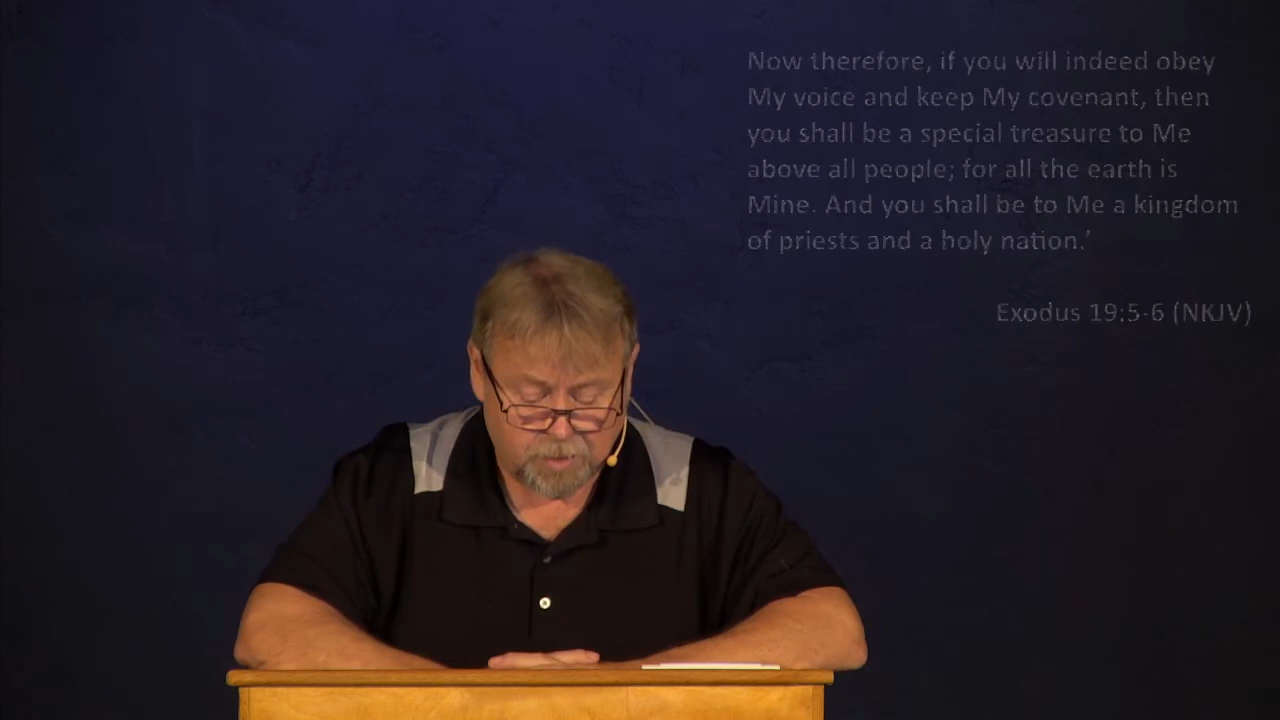 Now therefore, if you will indeed obey
My voice and keep My covenant, then
you shall be a special treasure to Me
above all people; for all the earth is
Mine. And you shall be to Me a kingdom
of priests and a holy nation.’
Exodus 19:5-6 (NKJV)